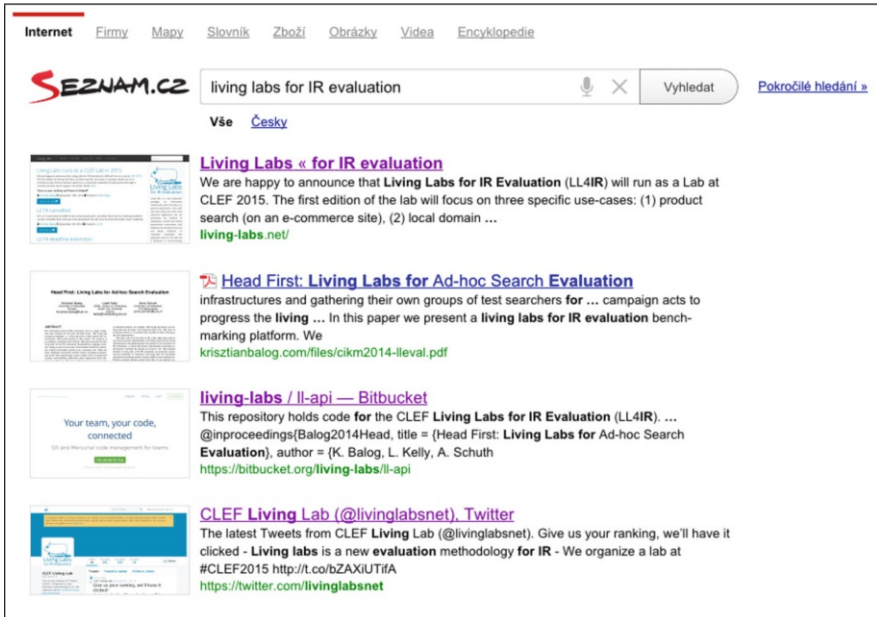 Internet Firmy Mapy Slovník Zboží Obrázky Videa Encyklopedie
SEZNAM.CZ living labs for IR evaluation Vyhledat Pokročilé hledání »
Vše Česky
Living Labs « for IR evaluation
We are happy to announce that Living Labs for IR Evaluation (LL4IR) will run as a Lab at
CLEF 2015. The first edition of the lab will focus on three specific use-cases: (1) product
search (on an e-commerce site), (2) local domain ...
living-labs.net/
Head First: Living Labs for Ad-hoc Search Evaluation
Head First: Living Labs for Ad-hoc Search Evaluation
infrastructures and gathering their own groups of test searchers for ... campaign acts to
progress the living ... In this paper we present a living labs for IR evaluation bench-
marking platform. We
krisztianbalog.com/files/cikm2014-lleval.pdf
Your team, your code,
connected
living-labs / ll-api — Bitbucket
This repository holds code for the CLEF Living Labs for IR Evaluation (LL4IR). ...
@inproceedings{Balog2014Head, title = {Head First: Living Labs for Ad-hoc Search
Evaluation}, author = {K. Balog, L. Kelly, A. Schuth
https://bitbucket.org/living-labs/ll-api
CLEF Living Lab (@livinglabsnet), Twitter
The latest Tweets from CLEF Living Lab (@livinglabsnet). Give us your ranking, we'll have it
clicked - Living labs is a new evaluation methodology for IR - We organize a lab at
#CLEF2015 http://t.co/bZAXiUTifA
https://twitter.com/livinglabsnet